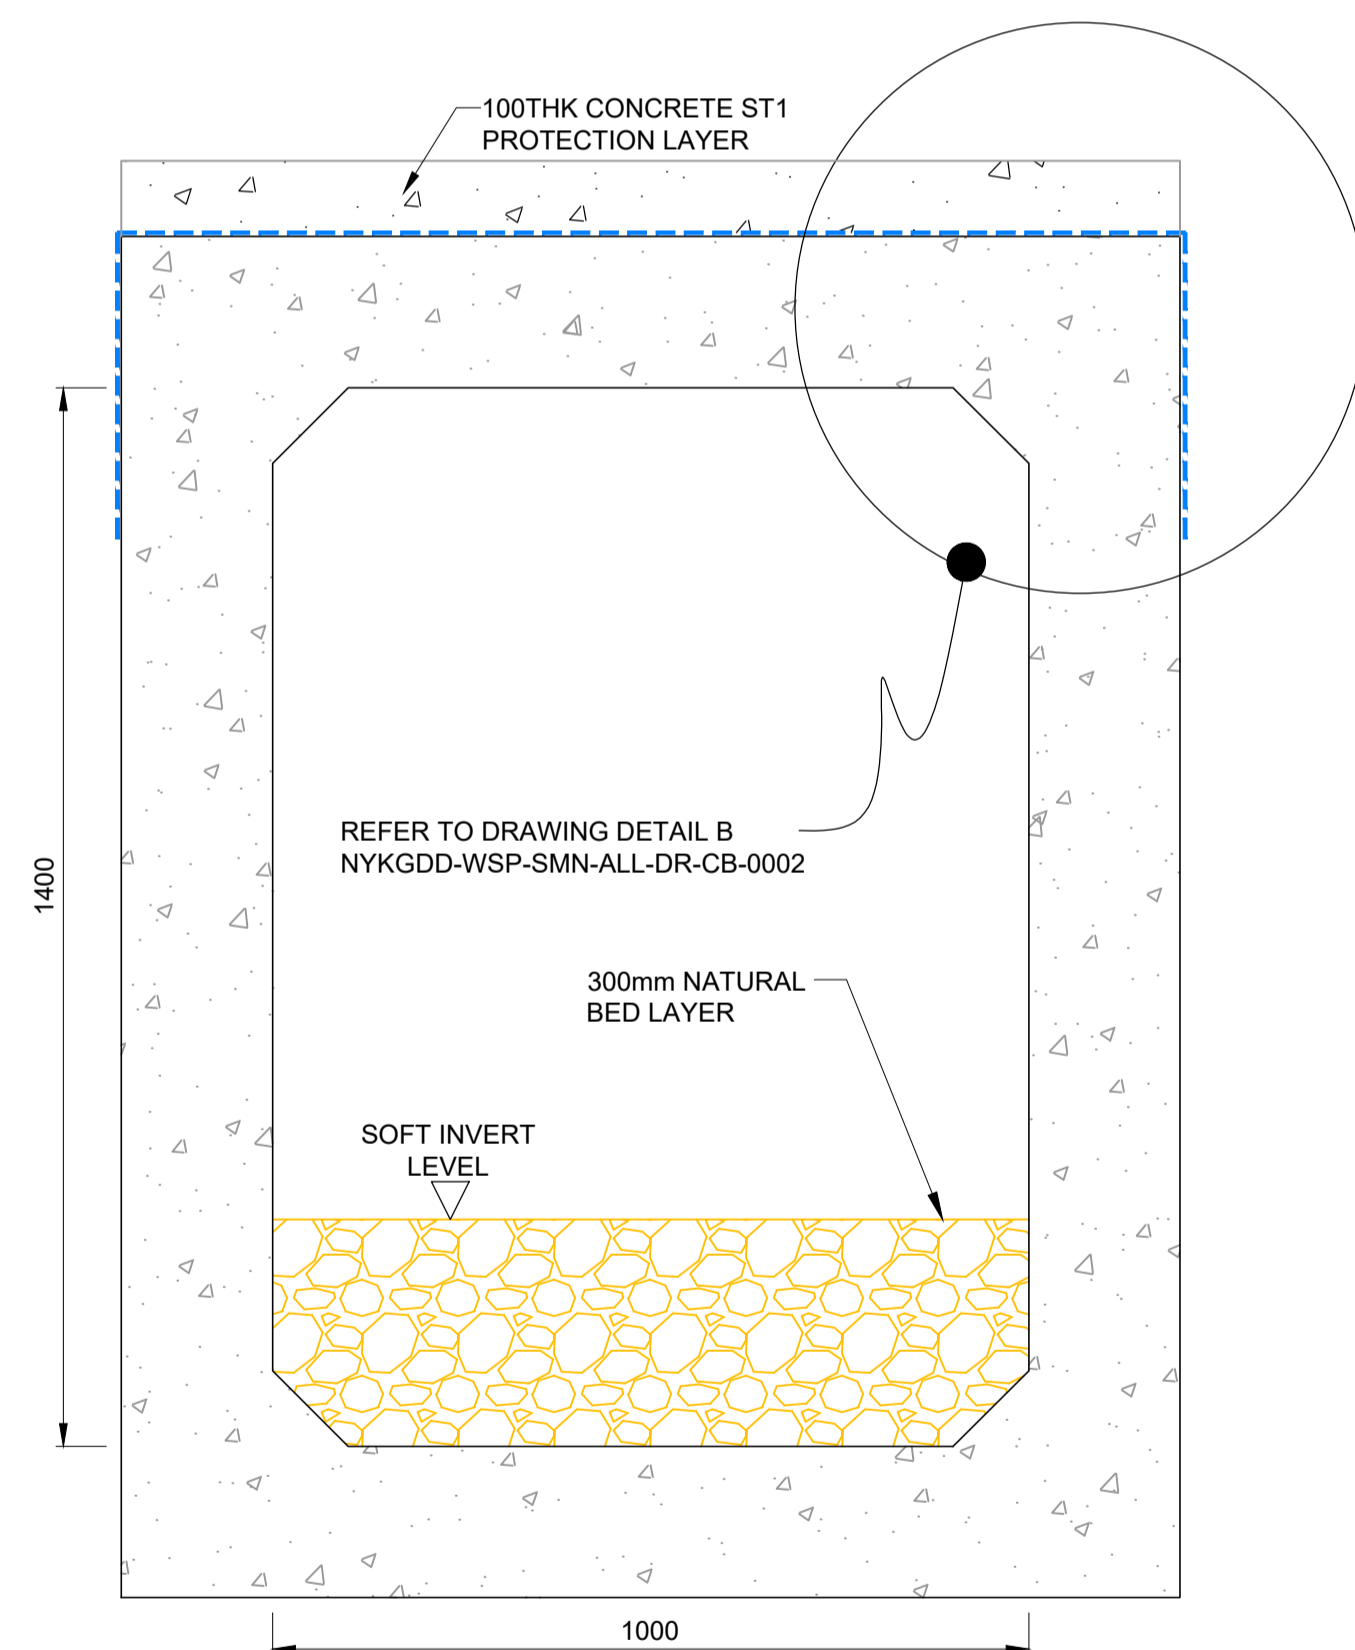 100THK CONCRETE ST1
PROTECTION LAYER
REFER TO DRAWING DETAIL B
NYKGDD-WSP-SMN-ALL-DR-CB-0002
1400
300mm NATURAL
BED LAYER
SOFT INVERT
LEVEL
1000